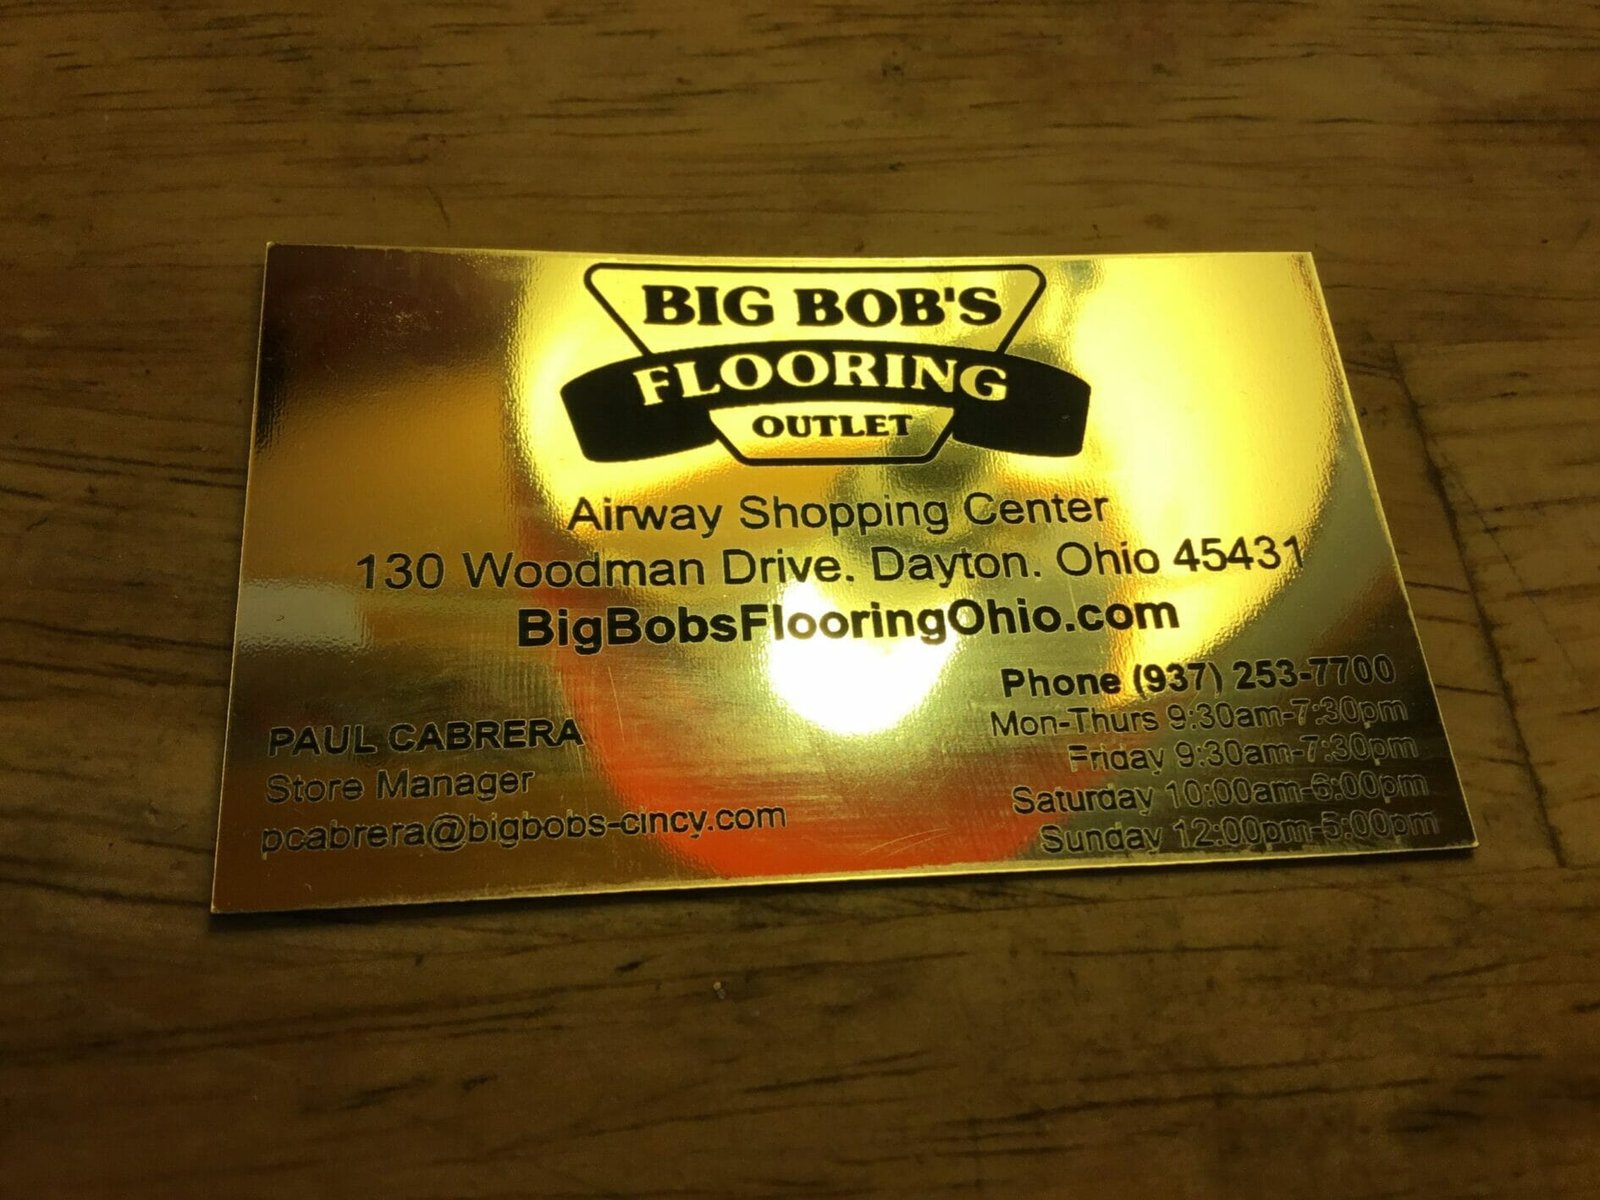 BIG BOB'S
FLOORING
OUTLET
Airway Shopping Center
130 Woodman Drive. Dayton. Ohio 45431
BigBobsFlooringOhio.com
Phone (937) 253-7700
Mon-Thurs 9:30am-7:30pm
Friday 9:30am-7:30pm
Saturday 10:00am-6:00pm
Sunday 12:00pm-5:00pm
PAUL CABRERA
Store Manager
pcabrera@bigbobs-cincy.com